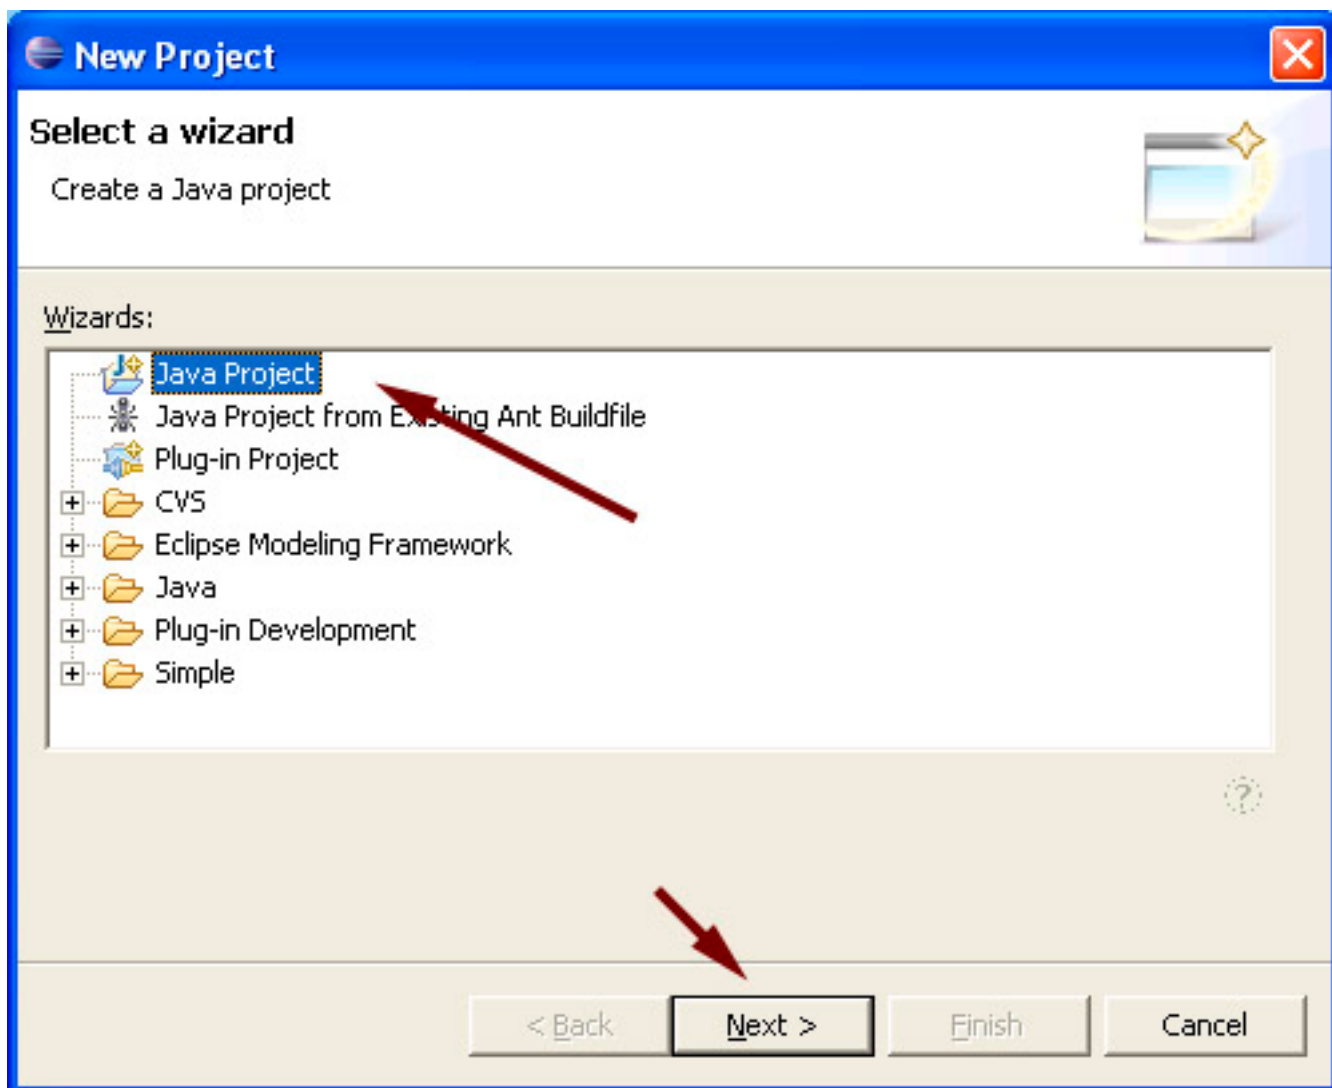 New Project
Select a wizard
Create a Java project
Wizards:
Java Project
Java Project from Existing Ant Buildfile
Plug-in Project
CVS
Eclipse Modeling Framework
Java
Plug-in Development
Simple
?
< Back Next > Finish Cancel